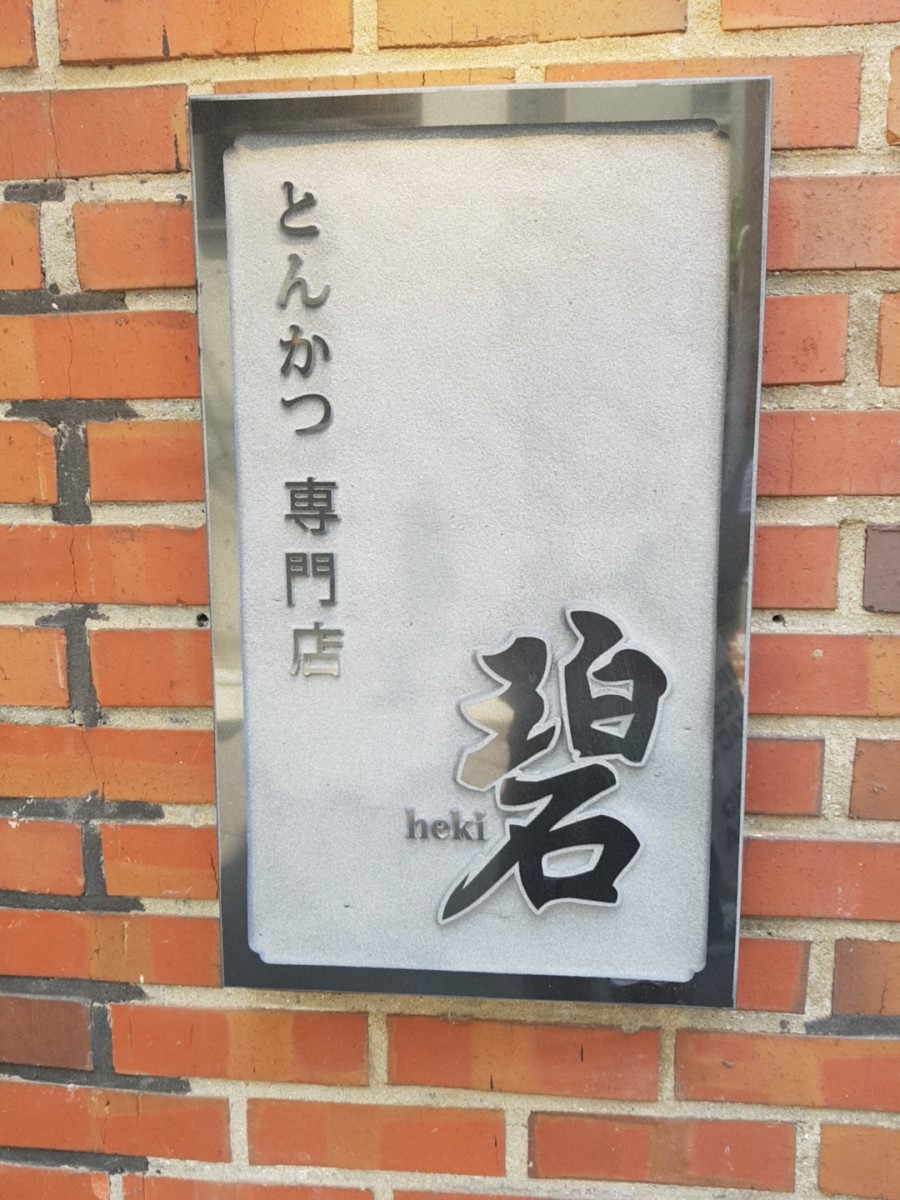 とんかつ 専門店
碧
heki